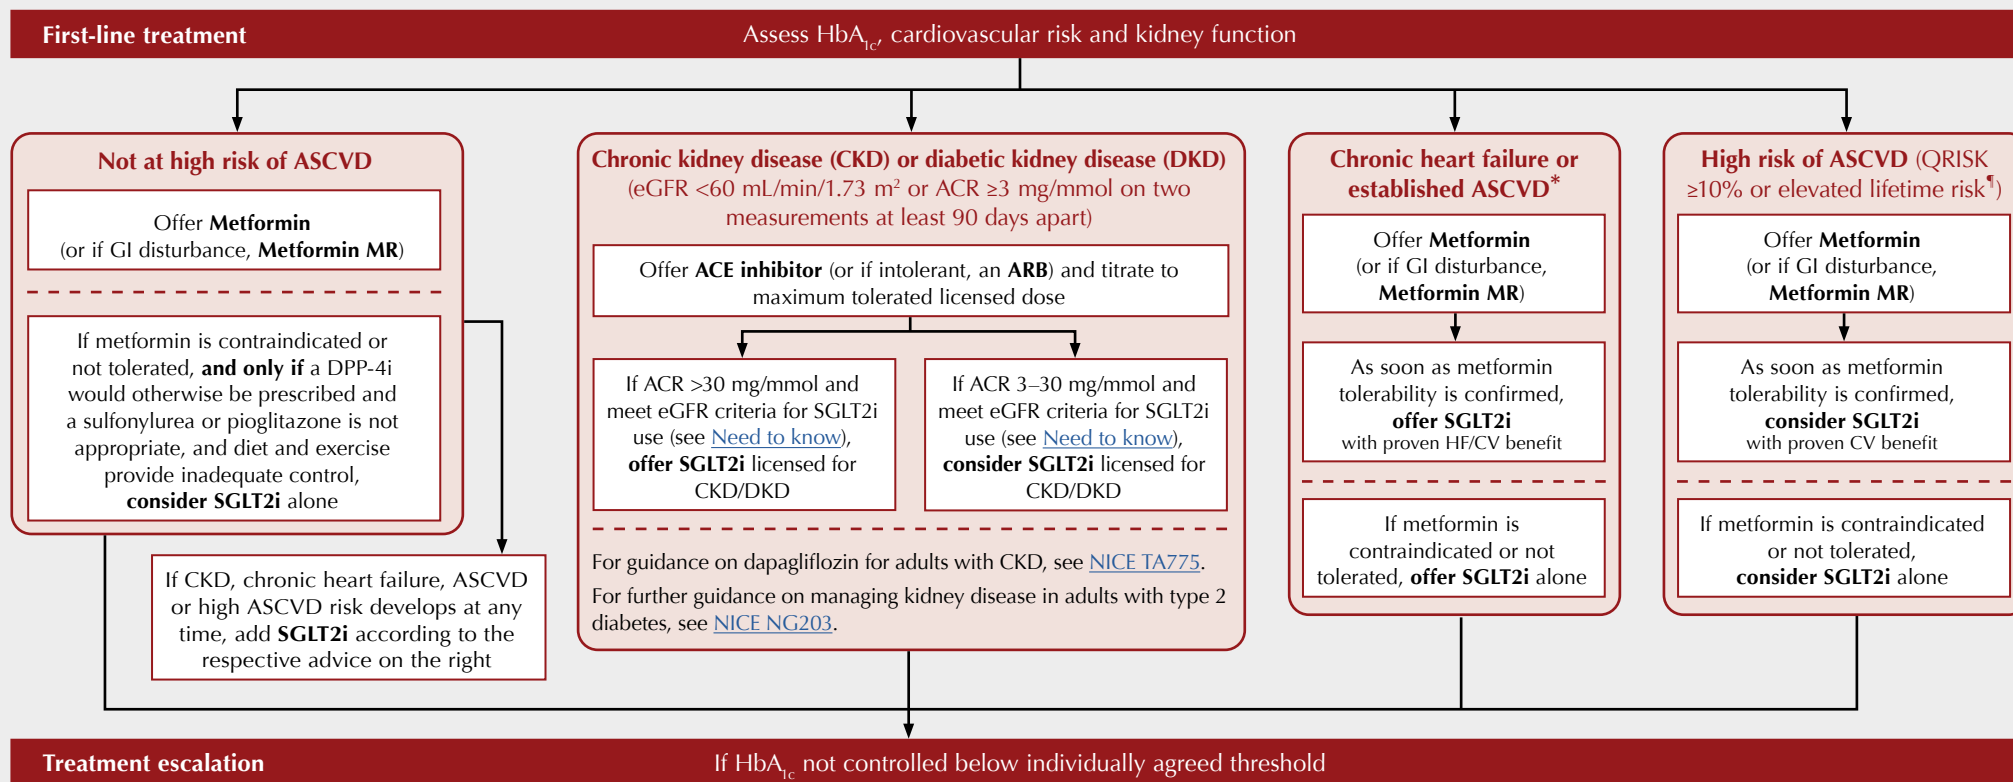 First-line treatment
Assess HbA1c, cardiovascular risk and kidney function
Not at high risk of ASCVD
Offer Metformin
(or if GI disturbance, Metformin MR)
If metformin is contraindicated or
not tolerated, and only if a DPP-4i
would otherwise be prescribed and
a sulfonylurea or pioglitazone is not
appropriate, and diet and exercise
provide inadequate control,
consider SGLT2i alone
If CKD, chronic heart failure, ASCVD
or high ASCVD risk develops at any
time, add SGLT2i according to the
respective advice on the right
Chronic kidney disease (CKD) or diabetic kidney disease (DKD)
(eGFR <60 mL/min/1.73 m² or ACR ≥3 mg/mmol on two
measurements at least 90 days apart)
Offer ACE inhibitor (or if intolerant, an ARB) and titrate to
maximum tolerated licensed dose
If ACR >30 mg/mmol and
meet eGFR criteria for SGLT2i
use (see Need to know),
offer SGLT2i licensed for
CKD/DKD
If ACR 3–30 mg/mmol and
meet eGFR criteria for SGLT2i
use (see Need to know),
consider SGLT2i licensed for
CKD/DKD
For guidance on dapagliflozin for adults with CKD, see NICE TA775.
For further guidance on managing kidney disease in adults with type 2
diabetes, see NICE NG203.
Chronic heart failure or
established ASCVD*
Offer Metformin
(or if GI disturbance,
Metformin MR)
As soon as metformin
tolerability is confirmed,
offer SGLT2i
with proven HF/CV benefit
If metformin is
contraindicated or not
tolerated, offer SGLT2i alone
High risk of ASCVD (QRISK
≥10% or elevated lifetime risk¶)
Offer Metformin
(or if GI disturbance,
Metformin MR)
As soon as metformin
tolerability is confirmed,
consider SGLT2i
with proven CV benefit
If metformin is contraindicated
or not tolerated,
consider SGLT2i alone
Treatment escalation
If HbA1c not controlled below individually agreed threshold